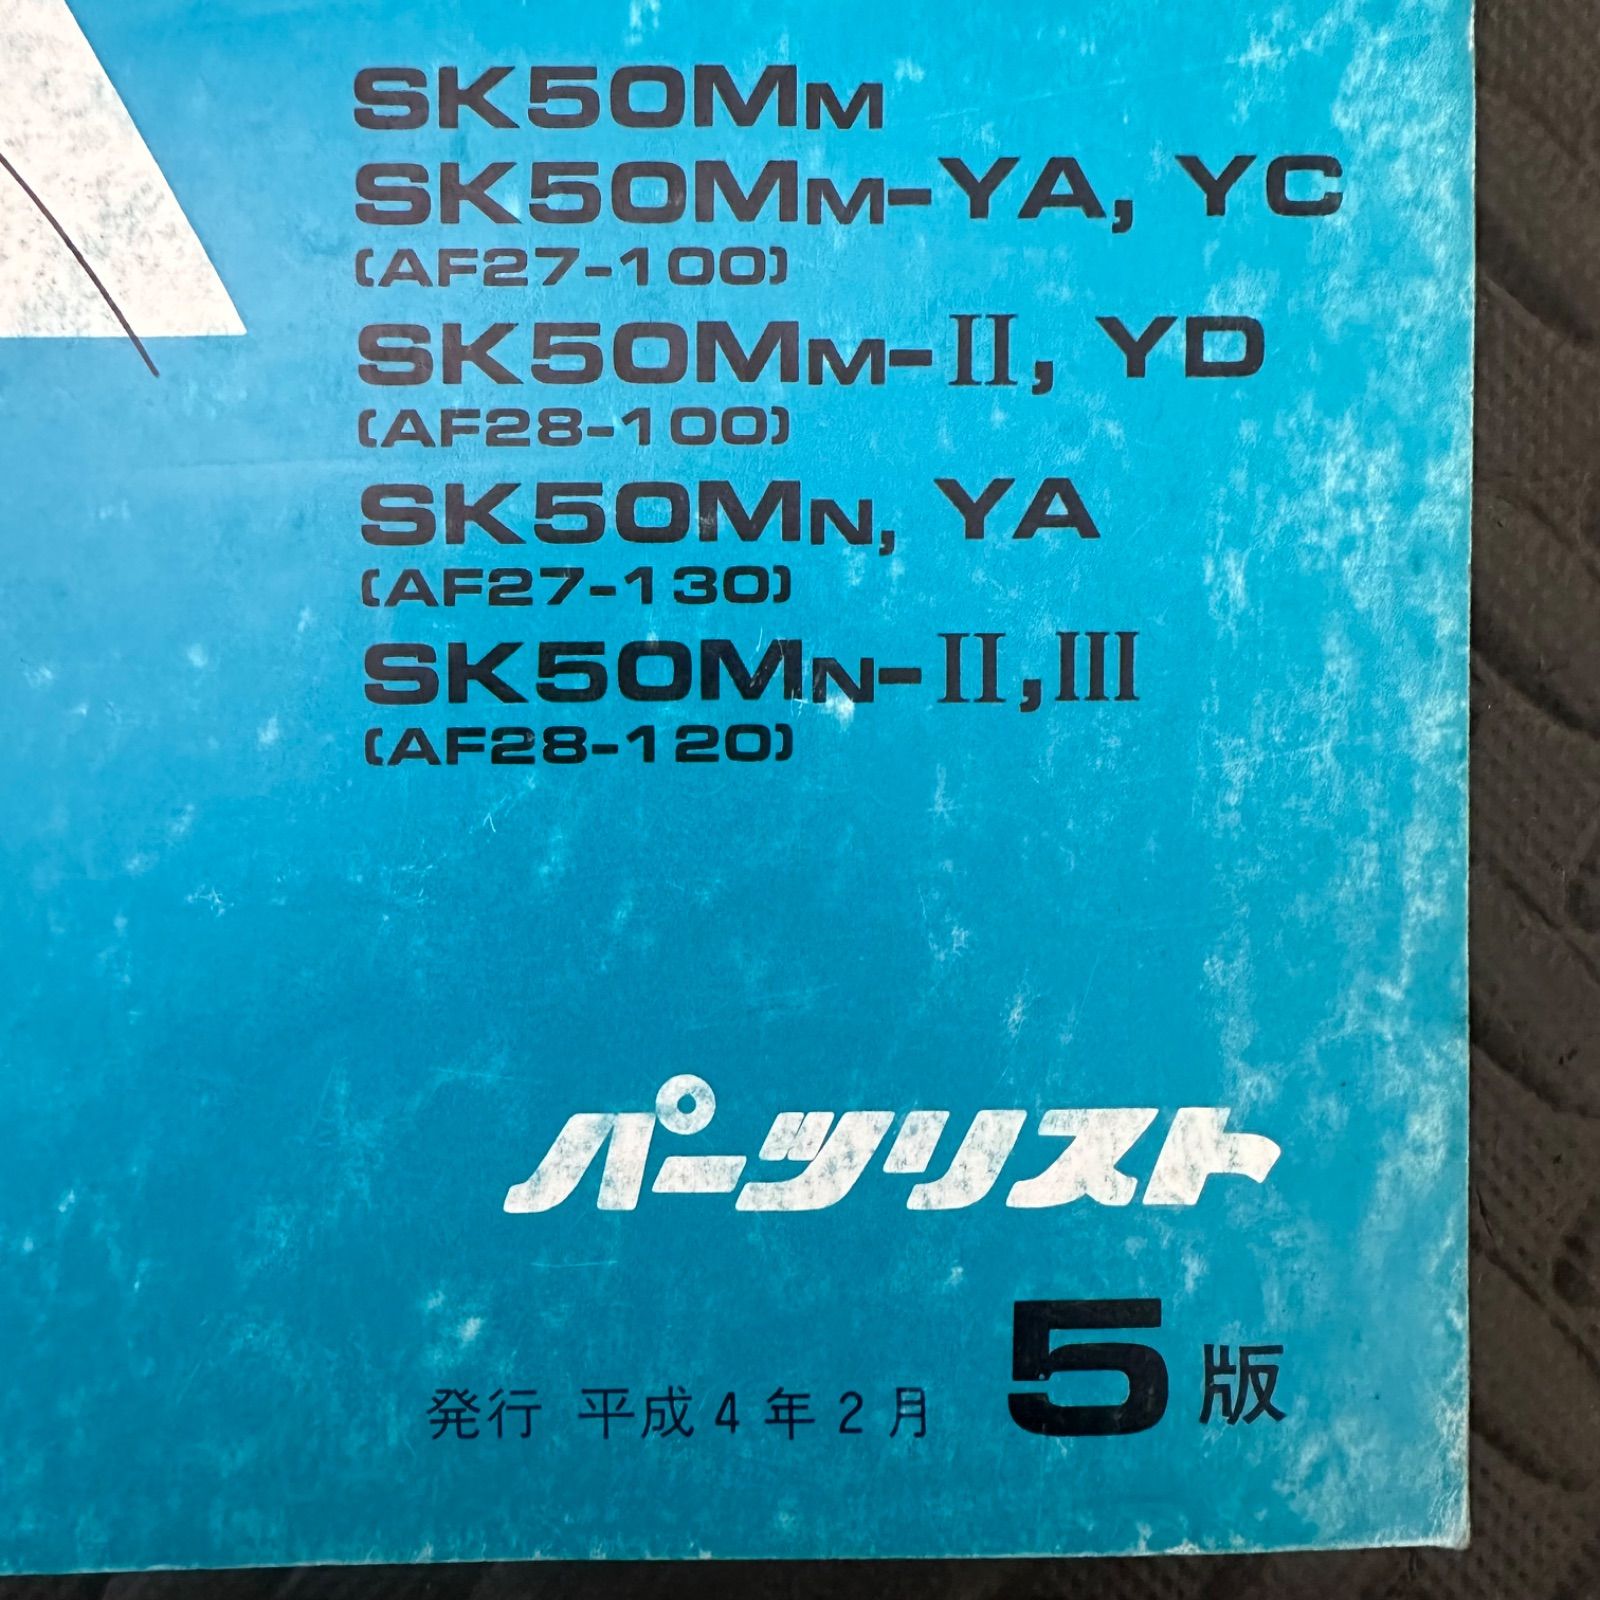 SK50MM
SK50MM-YA, YC
(AF27-100)
SK50MM-II, YD
(AF28-100)
SK50MN, YA
(AF27-130)
SK50MN-II,III
(AF28-120)
パーツリスト
発行 平成4年2月 5版